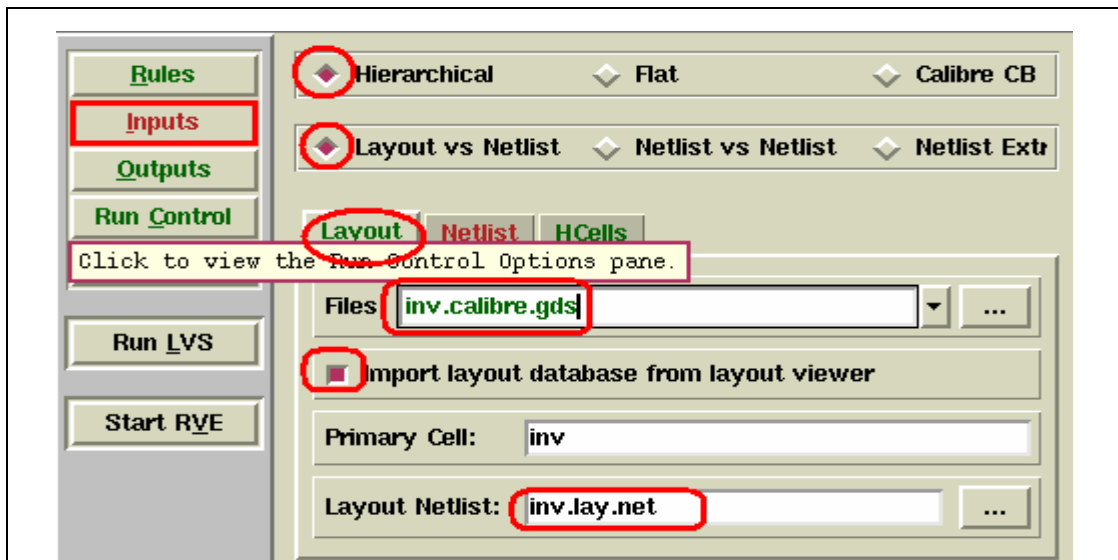 Rules
Inputs
Outputs
Run Control
Click to view the Run Control Options pane.
Run LVS
Start RVE
Hierarchical Flat Calibre CB
Layout vs Netlist Netlist vs Netlist Netlist Extr
Layout Netlist HCells
Files inv.calibre.gds ...
Import layout database from layout viewer
Primary Cell: inv
Layout Netlist: inv.lay.net ...